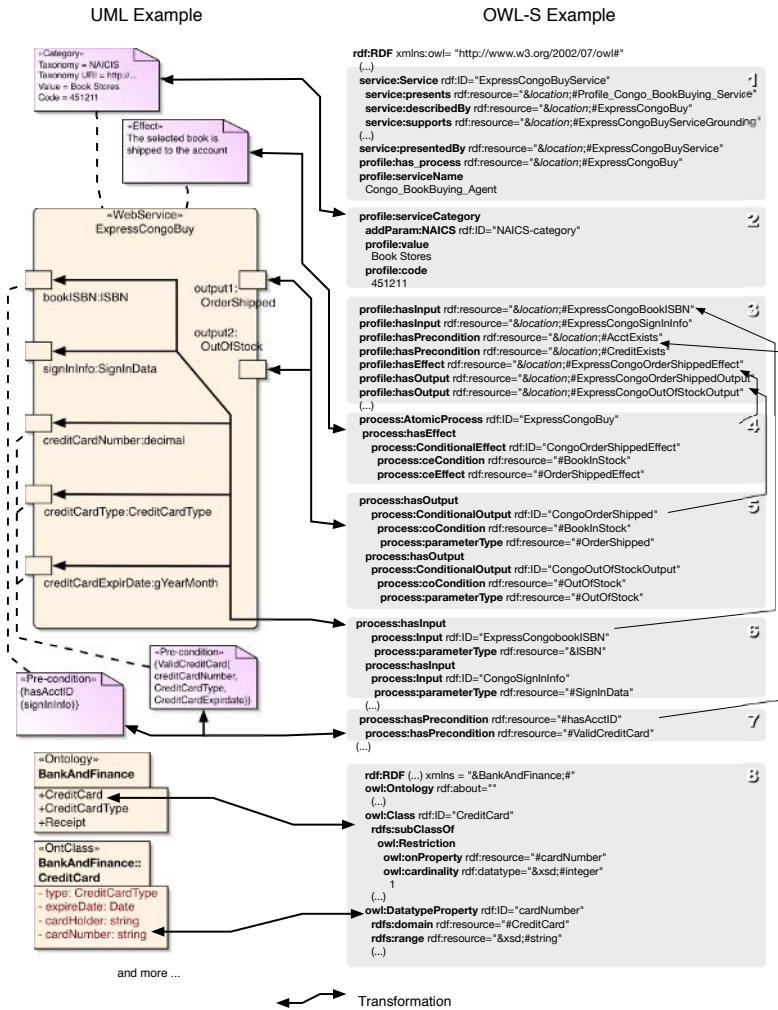 UML Example
«Category»
Taxonomy = NAICIS
Taxonomy URI = http://...
Value = Book Stores
Code = 451211
«Effect»
The selected book is
shipped to the account
«WebService»
ExpressCongoBuy
bookISBN:ISBN
signInInfo:SignInData
creditCardNumber:decimal
creditCardType:CreditCardType
creditCardExpirDate:gYearMonth
output1:
OrderShipped
output2:
OutOfStock
«Pre-condition»
{ValidCreditCard(
creditCardNumber,
CreditCardType,
CreditCardExpirdate)}
«Pre-condition»
{hasAcctID
(signInInfo)}
«Ontology»
BankAndFinance
+CreditCard
+CreditCardType
+Receipt
«OntClass»
BankAndFinance::
CreditCard
- type: CreditCardType
- expireDate: Date
- cardHolder: string
- cardNumber: string
and more ...
OWL-S Example
rdf:RDF xmlns:owl= "http://www.w3.org/2002/07/owl#"
(...)
1
service:Service rdf:ID="ExpressCongoBuyService"
service:presents rdf:resource="&location;#Profile_Congo_BookBuying_Service"
service:describedBy rdf:resource="&location;#ExpressCongoBuy"
service:supports rdf:resource="&location;#ExpressCongoBuyServiceGrounding"
(...)
service:presentedBy rdf:resource="&location;#ExpressCongoBuyService"
profile:has_process rdf:resource="&location;#ExpressCongoBuy"
profile:serviceName
Congo_BookBuying_Agent
2
profile:serviceCategory
addParam:NAICS rdf:ID="NAICS-category"
profile:value
Book Stores
profile:code
451211
3
profile:hasInput rdf:resource="&location;#ExpressCongoBookISBN"
profile:hasInput rdf:resource="&location;#ExpressCongoSignInInfo"
profile:hasPrecondition rdf:resource="&location;#AcctExists"
profile:hasPrecondition rdf:resource="&location;#CreditExists"
profile:hasEffect rdf:resource="&location;#ExpressCongoOrderShippedEffect"
profile:hasOutput rdf:resource="&location;#ExpressCongoOrderShippedOutput"
profile:hasOutput rdf:resource="&location;#ExpressCongoOutOfStockOutput"
(...)
4
process:AtomicProcess rdf:ID="ExpressCongoBuy"
process:hasEffect
process:ConditionalEffect rdf:ID="CongoOrderShippedEffect"
process:ceCondition rdf:resource="#BookInStock"
process:ceEffect rdf:resource="#OrderShippedEffect"
5
process:hasOutput
process:ConditionalOutput rdf:ID="CongoOrderShipped"
process:coCondition rdf:resource="#BookInStock"
process:parameterType rdf:resource="#OrderShipped"
process:hasOutput
process:ConditionalOutput rdf:ID="CongoOutOfStockOutput"
process:coCondition rdf:resource="#OutOfStock"
process:parameterType rdf:resource="#OutOfStock"
6
process:hasInput
process:Input rdf:ID="ExpressCongobookISBN"
process:parameterType rdf:resource="&ISBN"
process:hasInput
process:Input rdf:ID="CongoSignInInfo"
process:parameterType rdf:resource="#SignInData"
(...)
7
process:hasPrecondition rdf:resource="#hasAcctID"
process:hasPrecondition rdf:resource="#ValidCreditCard"
(...)
8
rdf:RDF (...) xmlns = "&BankAndFinance;#"
owl:Ontology rdf:about=""
(...)
owl:Class rdf:ID="CreditCard"
rdfs:subClassOf
owl:Restriction
owl:onProperty rdf:resource="#cardNumber"
owl:cardinality rdf:datatype="&xsd;#integer"
1
(...)
owl:DatatypeProperty rdf:ID="cardNumber"
rdfs:domain rdf:resource="#CreditCard"
rdfs:range rdf:resource="&xsd;#string"
(...)
Transformation